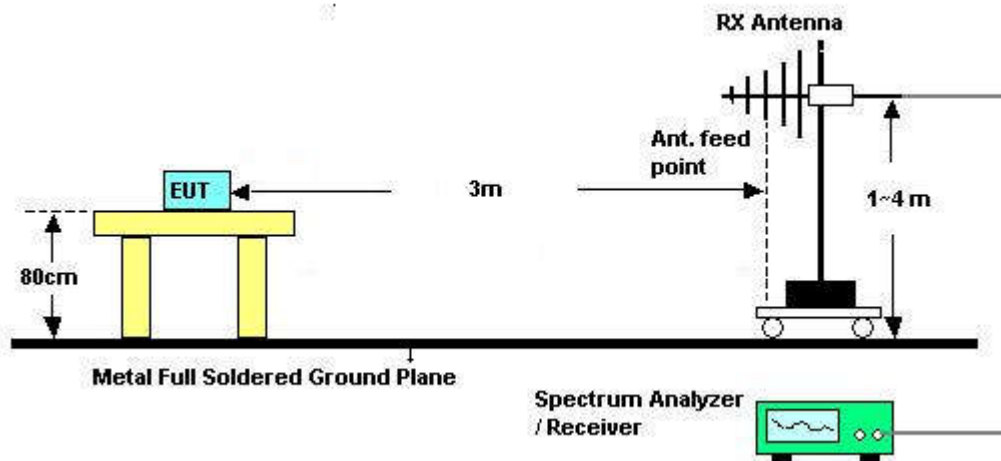 RX Antenna
Ant. feed
point
EUT
3m
1~4 m
80cm
Metal Full Soldered Ground Plane
Spectrum Analyzer
/ Receiver